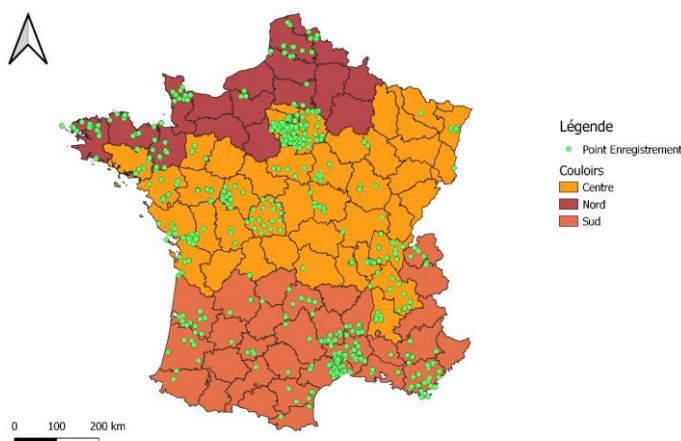 Légende
Point Enregistrement
Couloirs
Centre
Nord
Sud
0 100 200 km